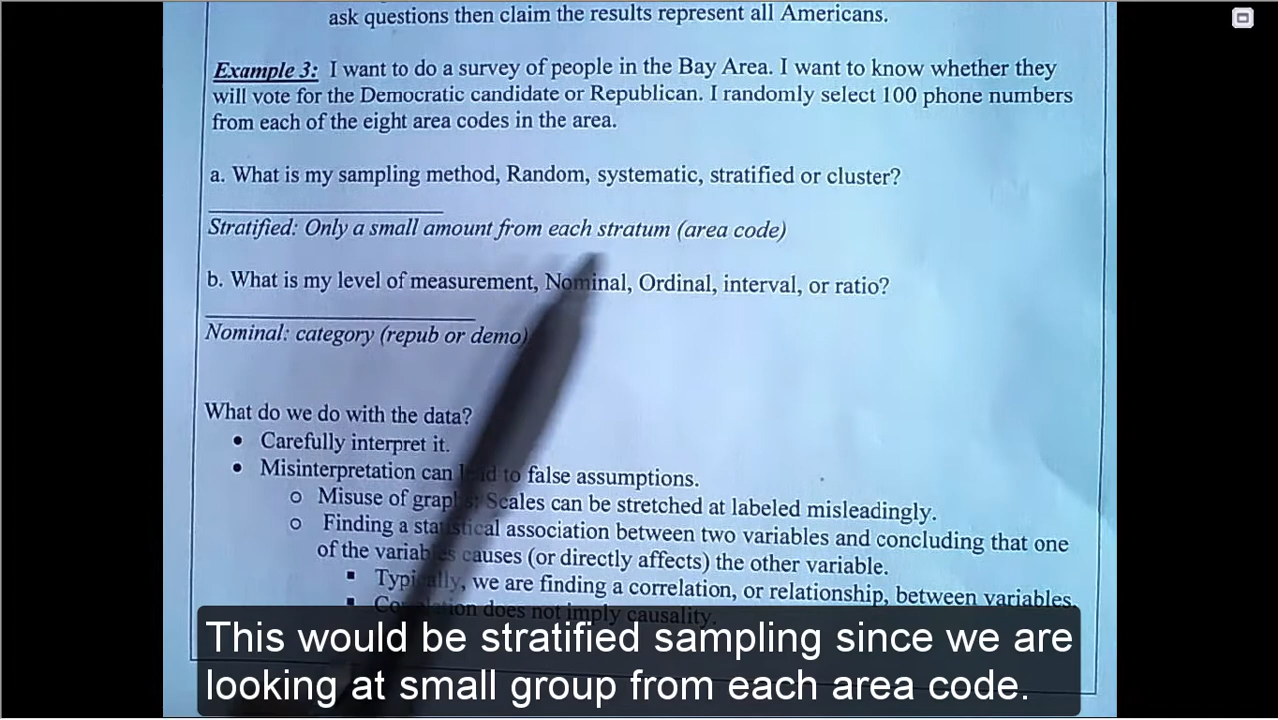 ask questions then claim the results represent all Americans.
Example 3: I want to do a survey of people in the Bay Area. I want to know whether they
will vote for the Democratic candidate or Republican. I randomly select 100 phone numbers
from each of the eight area codes in the area.
a. What is my sampling method, Random, systematic, stratified or cluster?
Stratified: Only a small amount from each stratum (area code)
b. What is my level of measurement, Nominal, Ordinal, interval, or ratio?
Nominal: category (repub or demo)
What do we do with the data?
• Carefully interpret it.
• Misinterpretation can lead to false assumptions.
o Misuse of graphs: Scales can be stretched at labeled misleadingly.
o Finding a statistical association between two variables and concluding that one
of the variables causes (or directly affects) the other variable.
▪ Typically, we are finding a correlation, or relationship, between variables.
▪ Correlation does not imply causality.
This would be stratified sampling since we are
looking at small group from each area code.